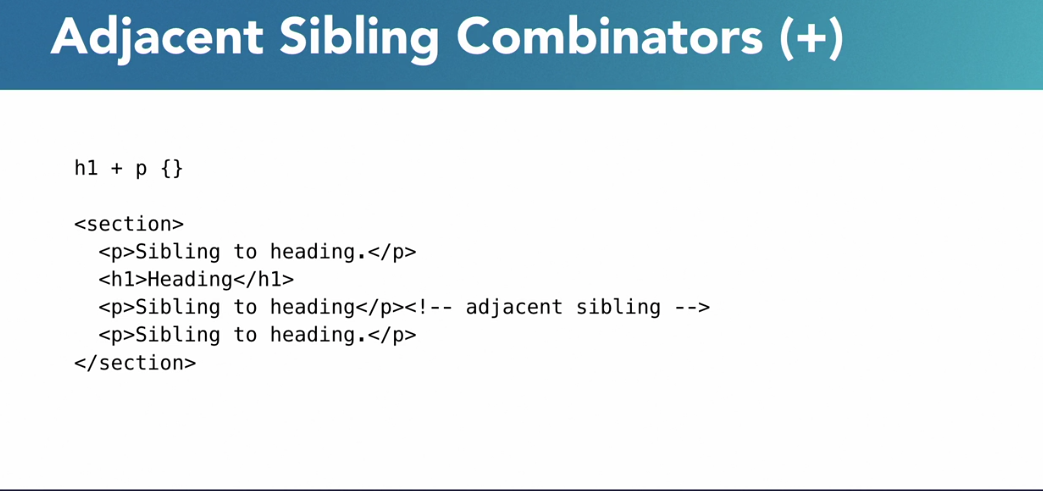 Adjacent Sibling Combinators (+)
h1 + p {}
<section>
<p>Sibling to heading.</p>
<h1>Heading</h1>
<p>Sibling to heading</p><!-- adjacent sibling -->
<p>Sibling to heading.</p>
</section>